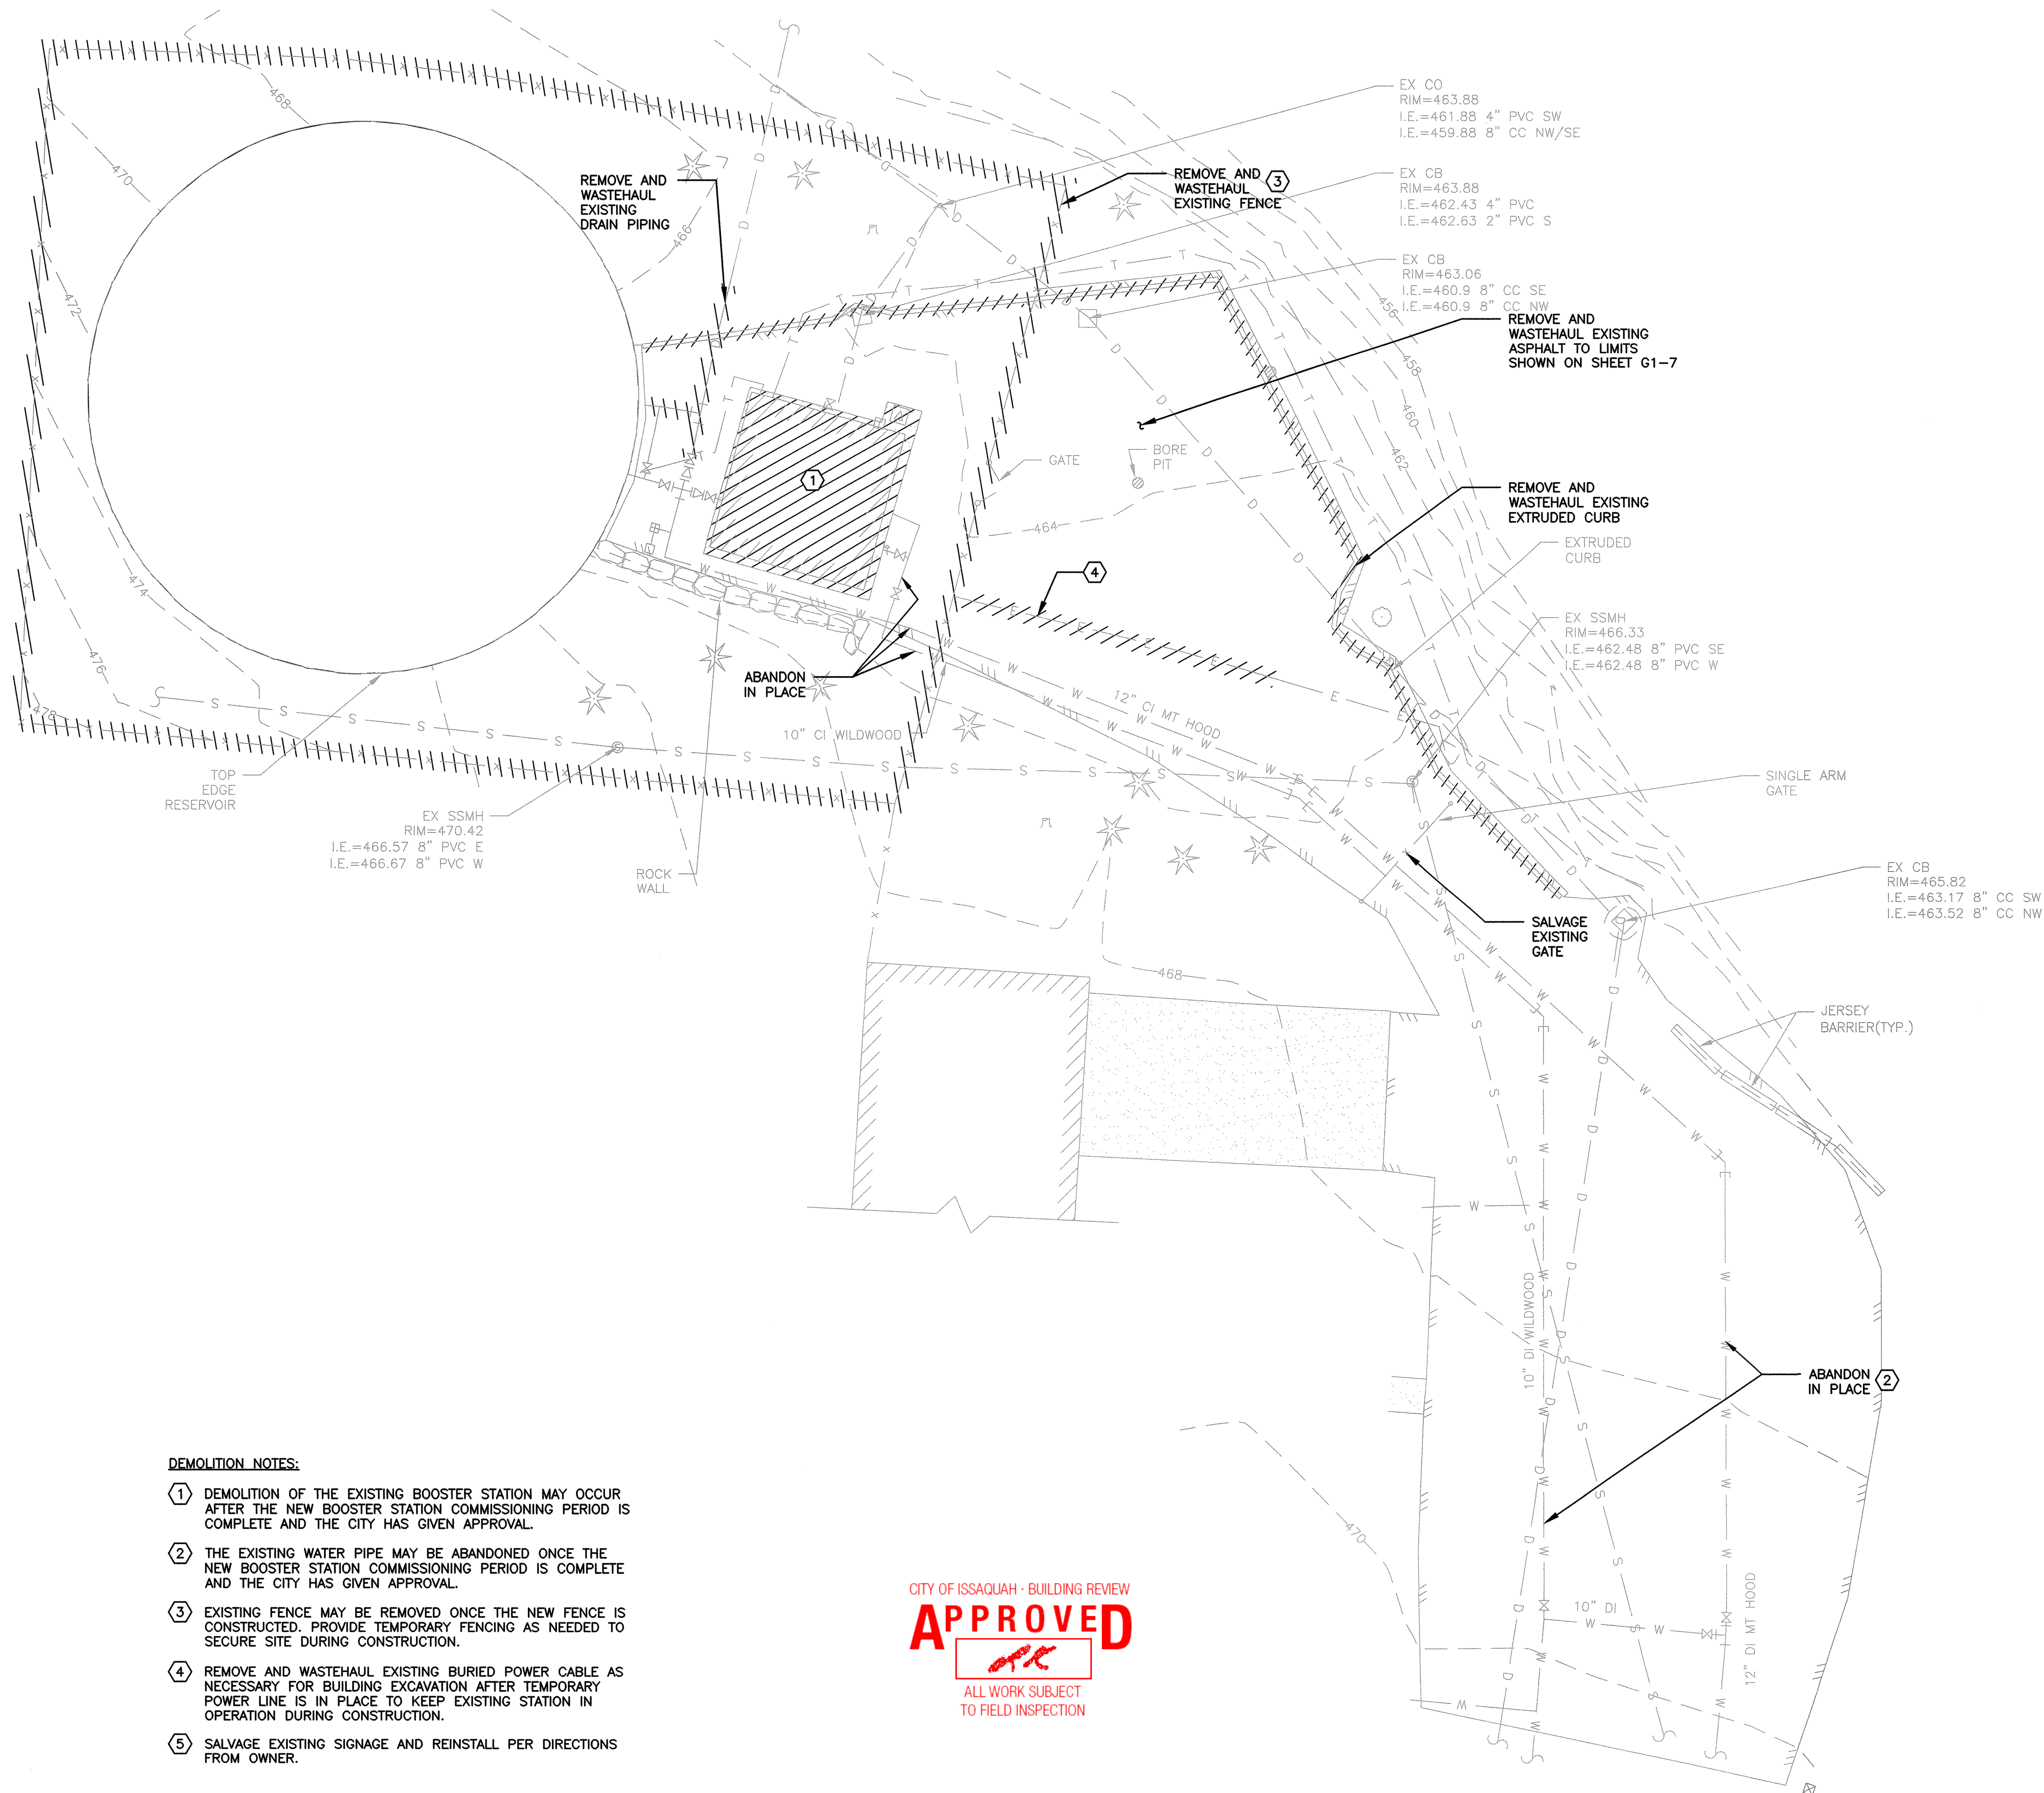 EX CO
RIM=463.88
I.E.=461.88 4" PVC SW
I.E.=459.88 8" CC NW/SE
REMOVE AND
WASTEHAUL
EXISTING
DRAIN PIPING
REMOVE AND
WASTEHAUL
EXISTING FENCE
3
EX CB
RIM=463.88
I.E.=462.43 4" PVC
I.E.=462.63 2" PVC S
EX CB
RIM=463.06
I.E.=460.9 8" CC SE
I.E.=460.9 8" CC NW
REMOVE AND
WASTEHAUL EXISTING
ASPHALT TO LIMITS
SHOWN ON SHEET G1-7
468
470
466
472
456
458
460
462
GATE
BORE
PIT
1
464
REMOVE AND
WASTEHAUL EXISTING
EXTRUDED CURB
EXTRUDED
CURB
4
474
476
478
EX SSMH
RIM=466.33
I.E.=462.48 8" PVC SE
I.E.=462.48 8" PVC W
ABANDON
IN PLACE
12" CI MT HOOD
10" CI WILDWOOD
TOP
EDGE
RESERVOIR
EX SSMH
RIM=470.42
I.E.=466.57 8" PVC E
I.E.=466.67 8" PVC W
ROCK
WALL
SINGLE ARM
GATE
EX CB
RIM=465.82
I.E.=463.17 8" CC SW
I.E.=463.52 8" CC NW
SALVAGE
EXISTING
GATE
468
JERSEY
BARRIER(TYP.)
10" DI WILDWOOD
ABANDON
IN PLACE
2
470
10" DI
12" DI MT HOOD
DEMOLITION NOTES:
1 DEMOLITION OF THE EXISTING BOOSTER STATION MAY OCCUR
AFTER THE NEW BOOSTER STATION COMMISSIONING PERIOD IS
COMPLETE AND THE CITY HAS GIVEN APPROVAL.
2 THE EXISTING WATER PIPE MAY BE ABANDONED ONCE THE
NEW BOOSTER STATION COMMISSIONING PERIOD IS COMPLETE
AND THE CITY HAS GIVEN APPROVAL.
3 EXISTING FENCE MAY BE REMOVED ONCE THE NEW FENCE IS
CONSTRUCTED. PROVIDE TEMPORARY FENCING AS NEEDED TO
SECURE SITE DURING CONSTRUCTION.
4 REMOVE AND WASTEHAUL EXISTING BURIED POWER CABLE AS
NECESSARY FOR BUILDING EXCAVATION AFTER TEMPORARY
POWER LINE IS IN PLACE TO KEEP EXISTING STATION IN
OPERATION DURING CONSTRUCTION.
5 SALVAGE EXISTING SIGNAGE AND REINSTALL PER DIRECTIONS
FROM OWNER.
CITY OF ISSAQUAH · BUILDING REVIEW
APPROVED
ALL WORK SUBJECT
TO FIELD INSPECTION